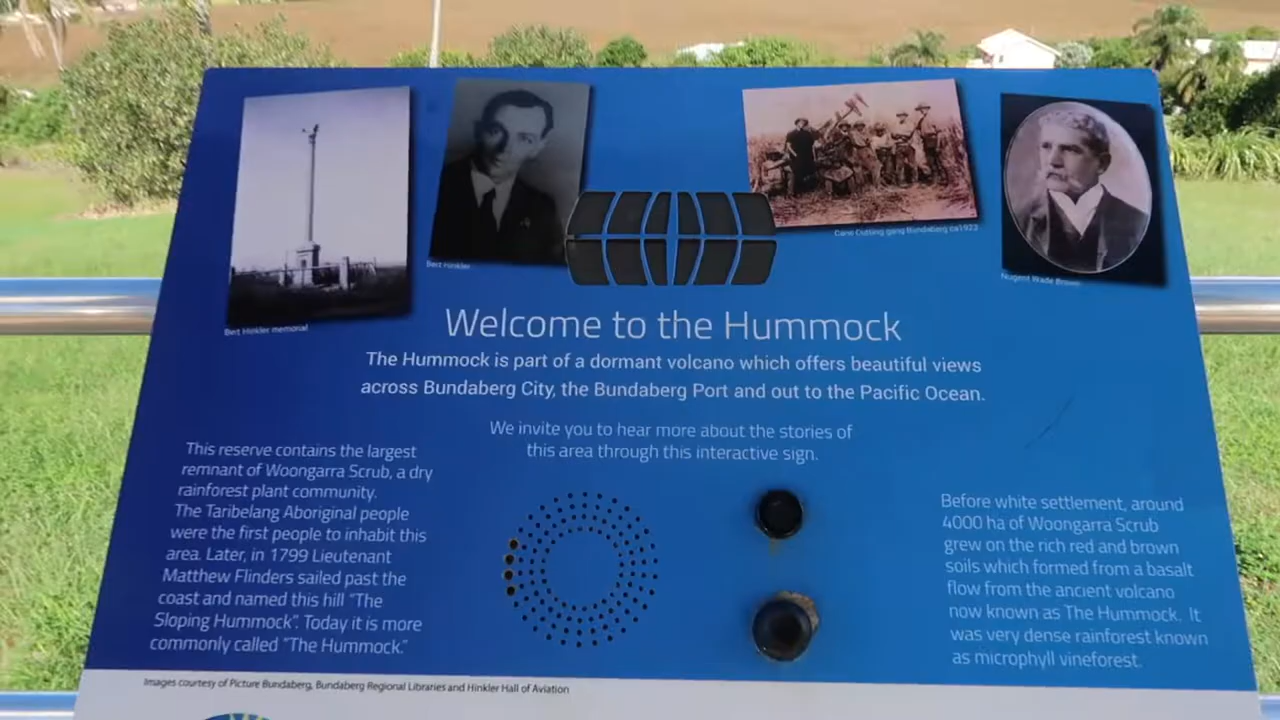 Bert Hinkler memorial
Bert Hinkler
Cane Cutting gang Bundaberg ca1923
Nugent Wade Brown
Welcome to the Hummock
The Hummock is part of a dormant volcano which offers beautiful views
across Bundaberg City, the Bundaberg Port and out to the Pacific Ocean.
We invite you to hear more about the stories of
this area through this interactive sign.
This reserve contains the largest
remnant of Woongarra Scrub, a dry
rainforest plant community.
The Taribelang Aboriginal people
were the first people to inhabit this
area. Later, in 1799 Lieutenant
Matthew Flinders sailed past the
coast and named this hill "The
Sloping Hummock". Today it is more
commonly called "The Hummock."
Before white settlement, around
4000 ha of Woongarra Scrub
grew on the rich red and brown
soils which formed from a basalt
flow from the ancient volcano
now known as The Hummock. It
was very dense rainforest known
as microphyll vineforest.
Images courtesy of Picture Bundaberg, Bundaberg Regional Libraries and Hinkler Hall of Aviation